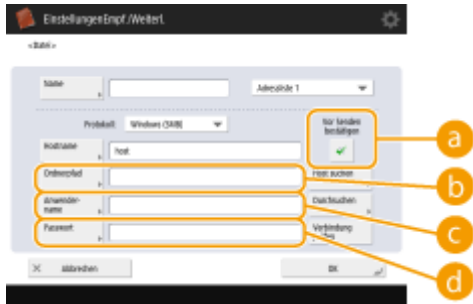 Einstellungen Empf./Weiterl.
<Datei>
Name
Adressliste 1
Protokoll:
Windows (SMB)
Vor Senden
bestätigen
a
Hostname
host
Ordnerpfad
Host suchen
b
Anwender-
name
Durchsuchen
c
Passwort
Verbindung
d
Abbrechen
OK